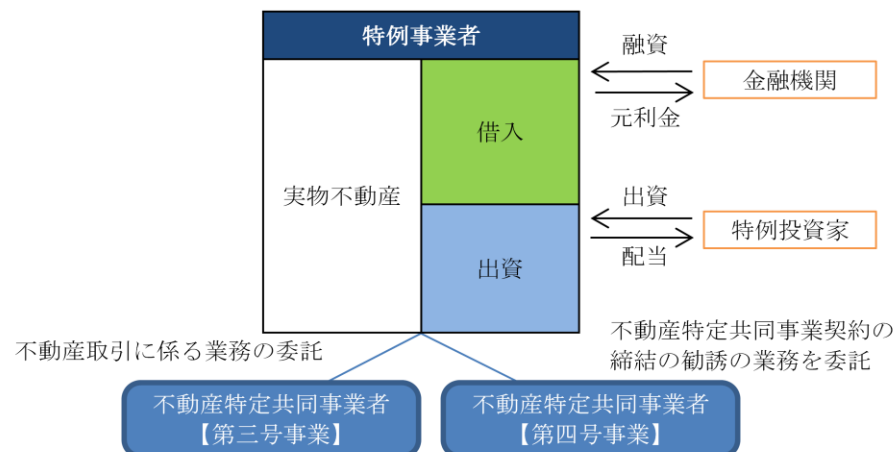 特例事業者
融資
金融機関
元利金
借入
実物不動産
出資
特例投資家
配当
出資
不動産取引に係る業務の委託
不動産特定共同事業契約の
締結の勧誘の業務を委託
不動産特定共同事業者
【第三号事業】
不動産特定共同事業者
【第四号事業】